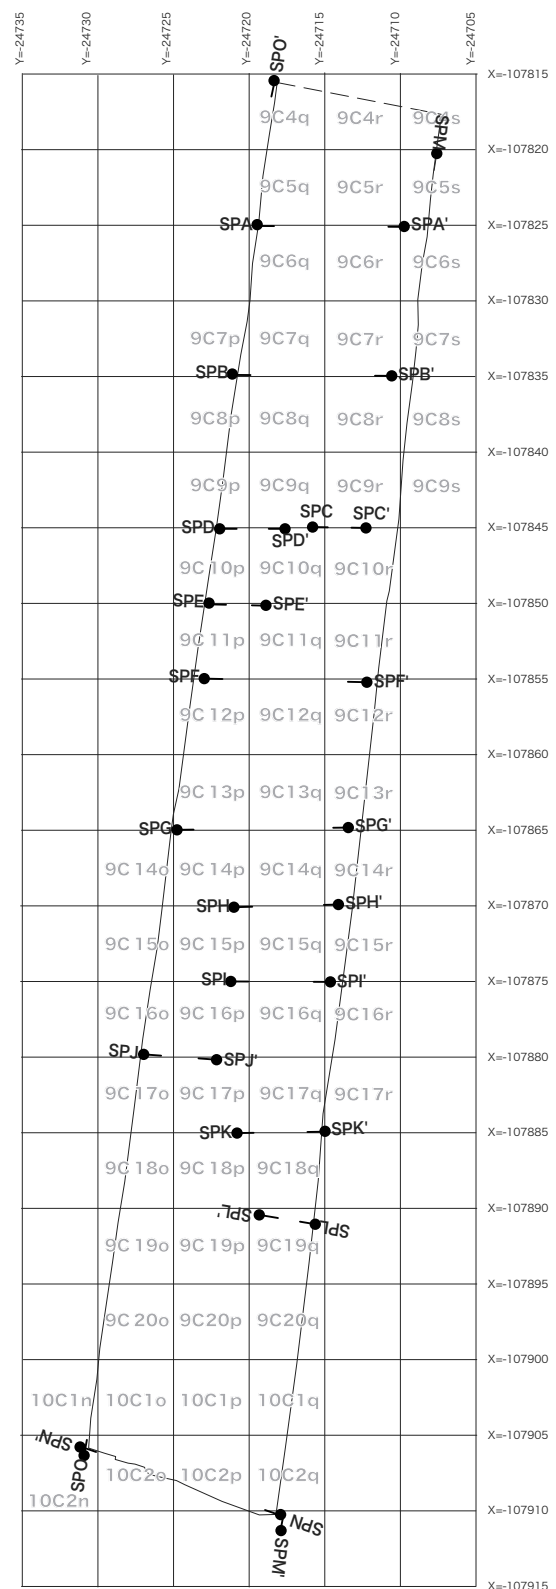 Y=-24735
Y=-24730
Y=-24725
Y=-24720
Y=-24715
Y=-24710
Y=-24705
SPO'
X=-107815
9C4q 9C4r 9C4s
SPM
X=-107820
9C5q 9C5r 9C5s
SPA SPA' X=-107825
9C6q 9C6r 9C6s
X=-107830
9C7p 9C7q 9C7r 9C7s
SPB SPB' X=-107835
9C8p 9C8q 9C8r 9C8s
X=-107840
9C9p 9C9q 9C9r 9C9s
SPC SPC'
SPD SPD' X=-107845
9C10p 9C10q 9C10r
SPE SPE' X=-107850
9C11p 9C11q 9C11r
SPF SPF' X=-107855
9C12p 9C12q 9C12r
X=-107860
9C13p 9C13q 9C13r
SPG SPG' X=-107865
9C14o 9C14p 9C14q 9C14r
SPH SPH' X=-107870
9C15o 9C15p 9C15q 9C15r
SPI SPI' X=-107875
9C16o 9C16p 9C16q 9C16r
SPJ SPJ' X=-107880
9C17o 9C17p 9C17q 9C17r
SPK SPK' X=-107885
9C18o 9C18p 9C18q
X=-107890
SPL' SPL
9C19o 9C19p 9C19q
X=-107895
9C20o 9C20p 9C20q
X=-107900
10C1n 10C1o 10C1p 10C1q
X=-107905
SPN'
SPO
10C2o 10C2p 10C2q
10C2n
X=-107910
SPN
SPM'
X=-107915